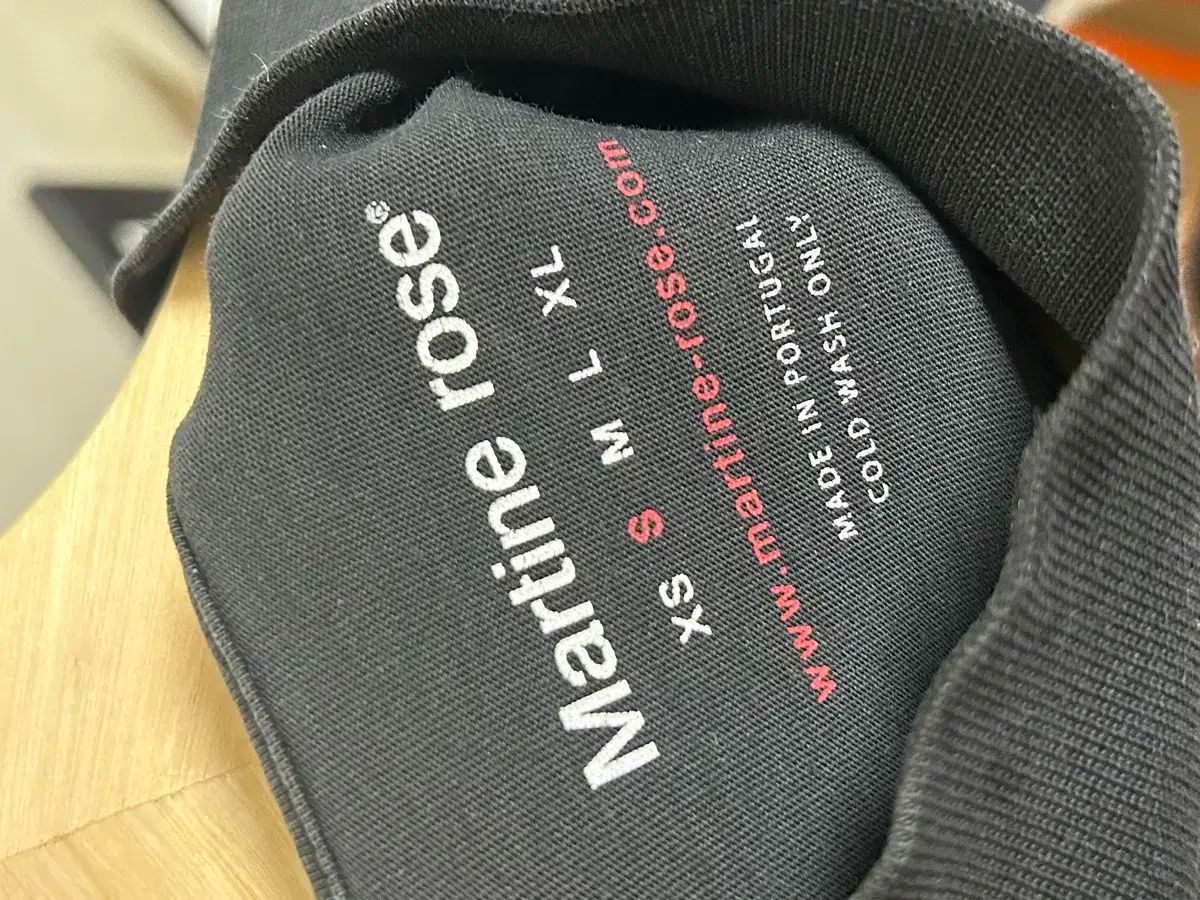 Martine rose®
XS S M L XL
www.martine-rose.com
MADE IN PORTUGAL
COLD WASH ONLY